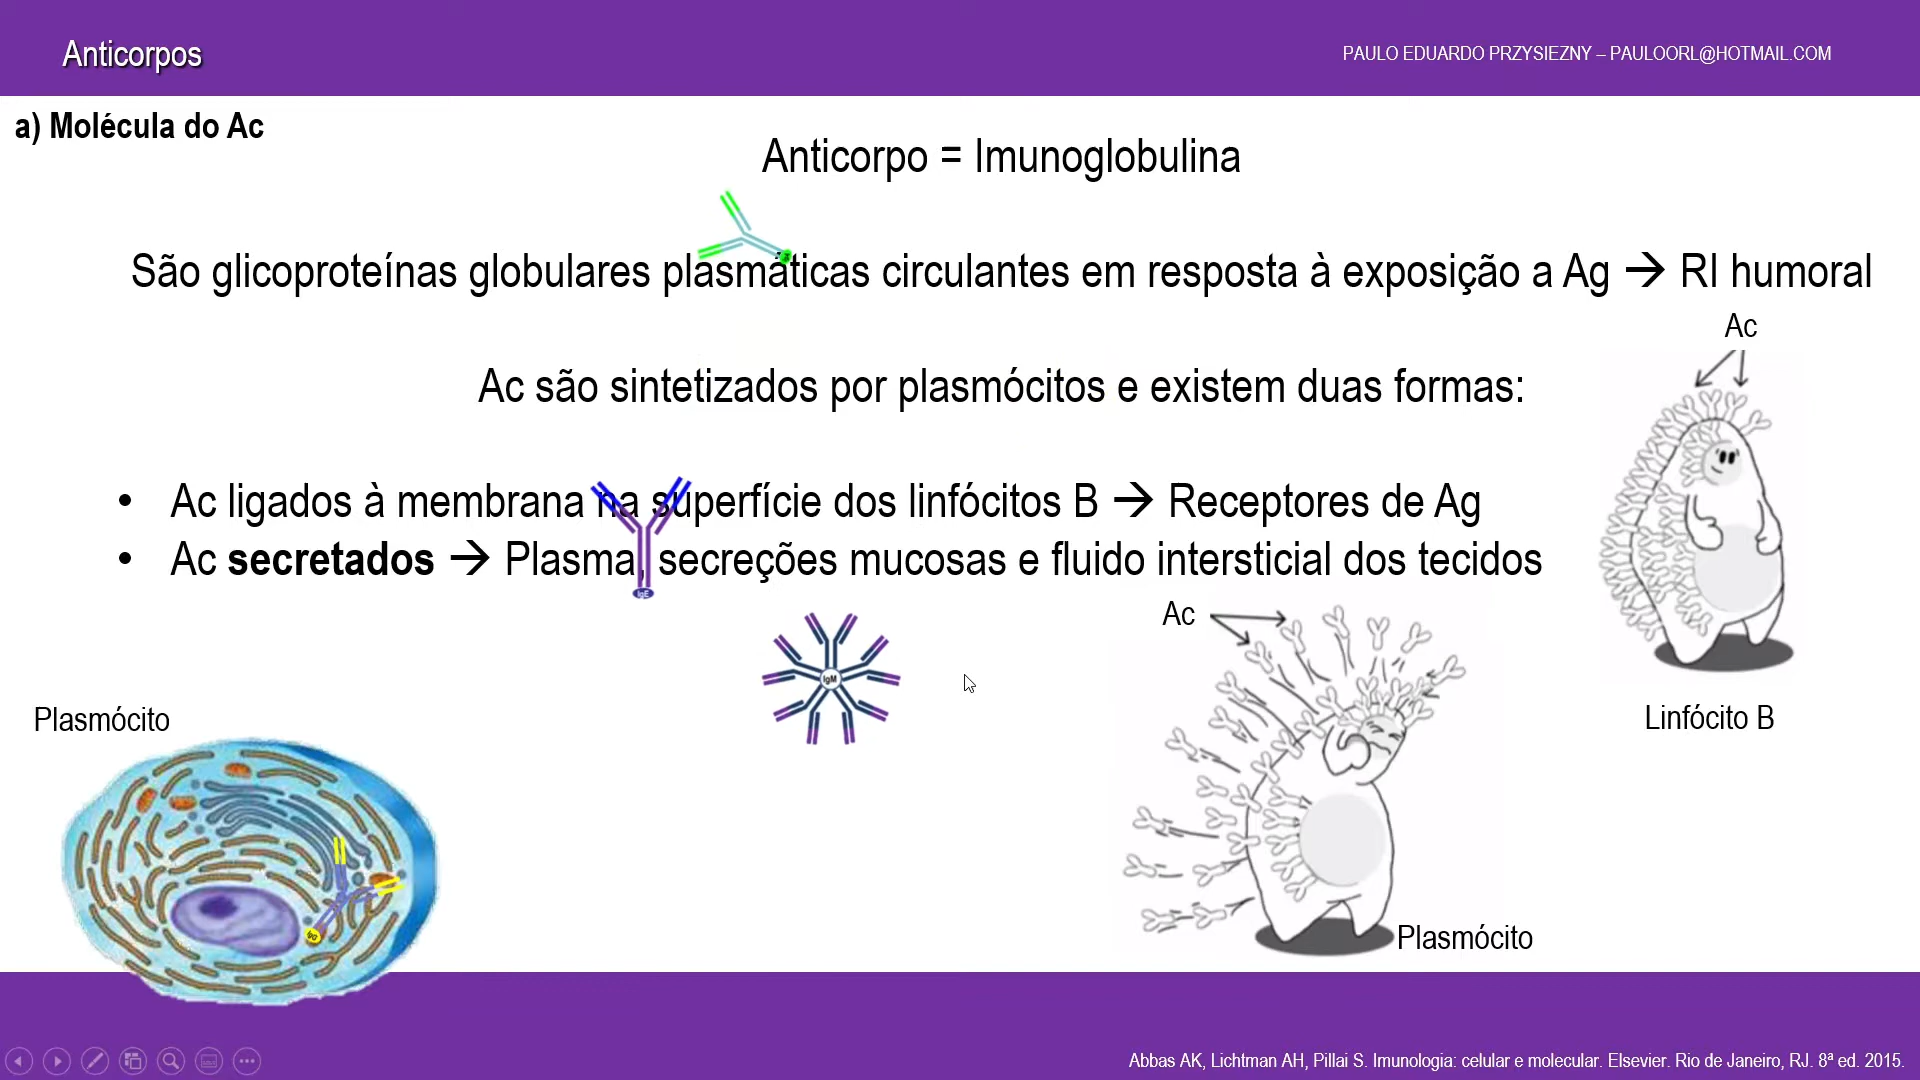 Anticorpos
PAULO EDUARDO PRZYSIEZNY – PAULOORL@HOTMAIL.COM
a) Molécula do Ac
Anticorpo = Imunoglobulina
São glicoproteínas globulares plasmáticas circulantes em resposta à exposição a Ag → RI humoral
Ac
Ac são sintetizados por plasmócitos e existem duas formas:
• Ac ligados à membrana na superfície dos linfócitos B → Receptores de Ag
• Ac secretados → Plasma, secreções mucosas e fluido intersticial dos tecidos
IgE
Ac
IgM
Linfócito B
Plasmócito
IgG
Plasmócito
Abbas AK, Lichtman AH, Pillai S. Imunologia: celular e molecular. Elsevier. Rio de Janeiro, RJ. 8ª ed. 2015.